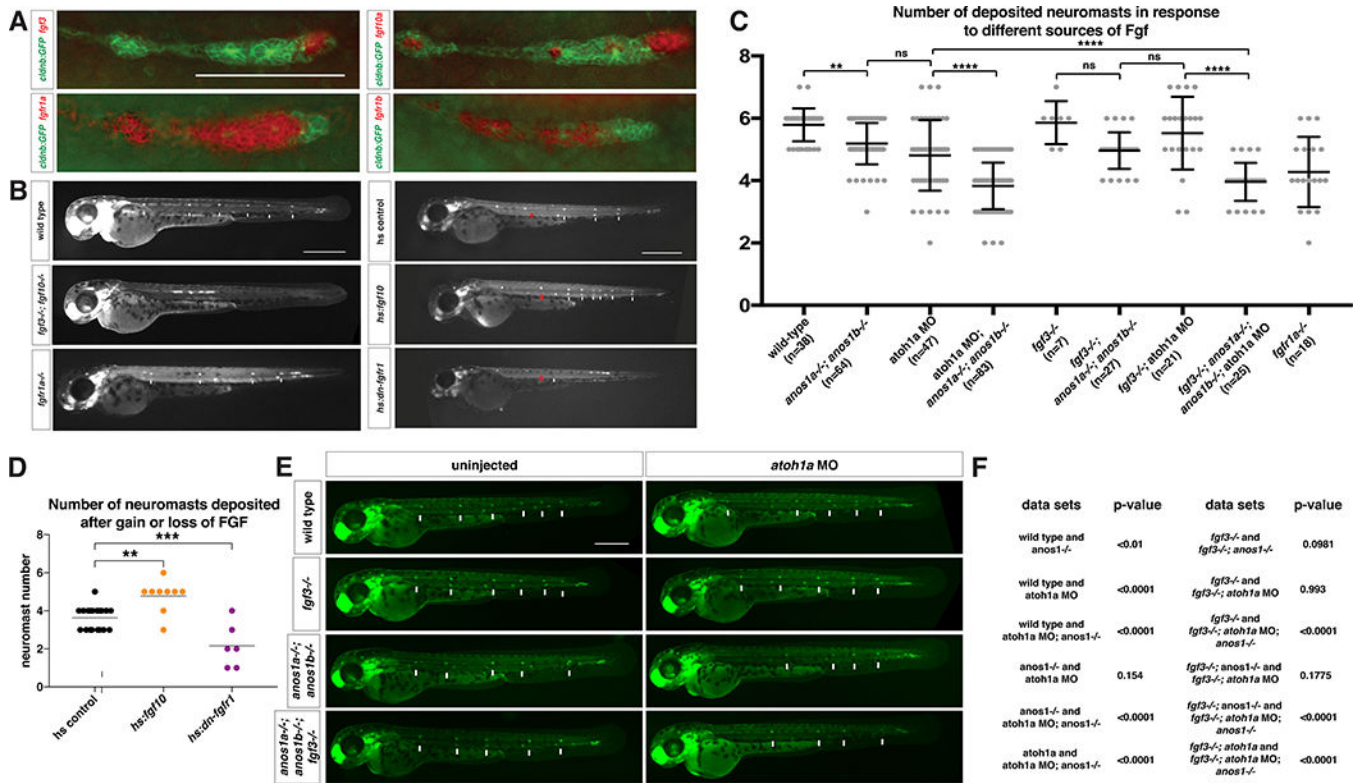 A
cldnb:GFP fgf3
cldnb:GFP fgf10a
cldnb:GFP fgfr1a
cldnb:GFP fgfr1b
B
wild type
hs control
fgf3-/-; fgf10-/-
hs:fgf10
fgfr1a-/-
hs:dn-fgfr1
C
Number of deposited neuromasts in response
to different sources of Fgf
****
ns
ns
**
****
ns
****
8
6
4
2
0
wild-type
(n=38)
anos1a-/-; anos1b-/-
(n=64)
atoh1a MO
(n=47)
atoh1a MO;
anos1a-/-; anos1b-/-
(n=83)
fgf3-/-
(n=7)
fgf3-/-;
anos1a-/-; anos1b-/-
(n=27)
fgf3-/-; atoh1a MO
(n=21)
fgf3-/-; anos1a-/-;
anos1b-/-; atoh1a MO
(n=25)
fgfr1a-/-
(n=18)
D
Number of neuromasts deposited
after gain or loss of FGF
***
**
neuromast number
8
6
4
2
0
hs control
hs:fgf10
hs:dn-fgfr1
E
uninjected
atoh1a MO
wild type
fgf3-/-
anos1a-/-;
anos1b-/-
anos1a-/-;
anos1b-/-;
fgf3-/-
F
data sets p-value data sets p-value
wild type and
anos1-/-
<0.01
fgf3-/- and
fgf3-/-; anos1-/-
0.0981
wild type and
atoh1a MO
<0.0001
fgf3-/- and
fgf3-/-; atoh1a MO
0.993
wild type and
atoh1a MO; anos1-/-
<0.0001
fgf3-/- and
fgf3-/-; atoh1a MO;
anos1-/-
<0.0001
anos1-/- and
atoh1a MO
0.154
fgf3-/-; anos1-/- and
fgf3-/-; atoh1a MO
0.1775
anos1-/- and
atoh1a MO; anos1-/-
<0.0001
fgf3-/-; anos1-/- and
fgf3-/-; atoh1a MO;
anos1-/-
<0.0001
atoh1a and
atoh1a MO; anos1-/-
<0.0001
fgf3-/-; atoh1a and
fgf3-/-; atoh1a MO;
anos1-/-
<0.0001